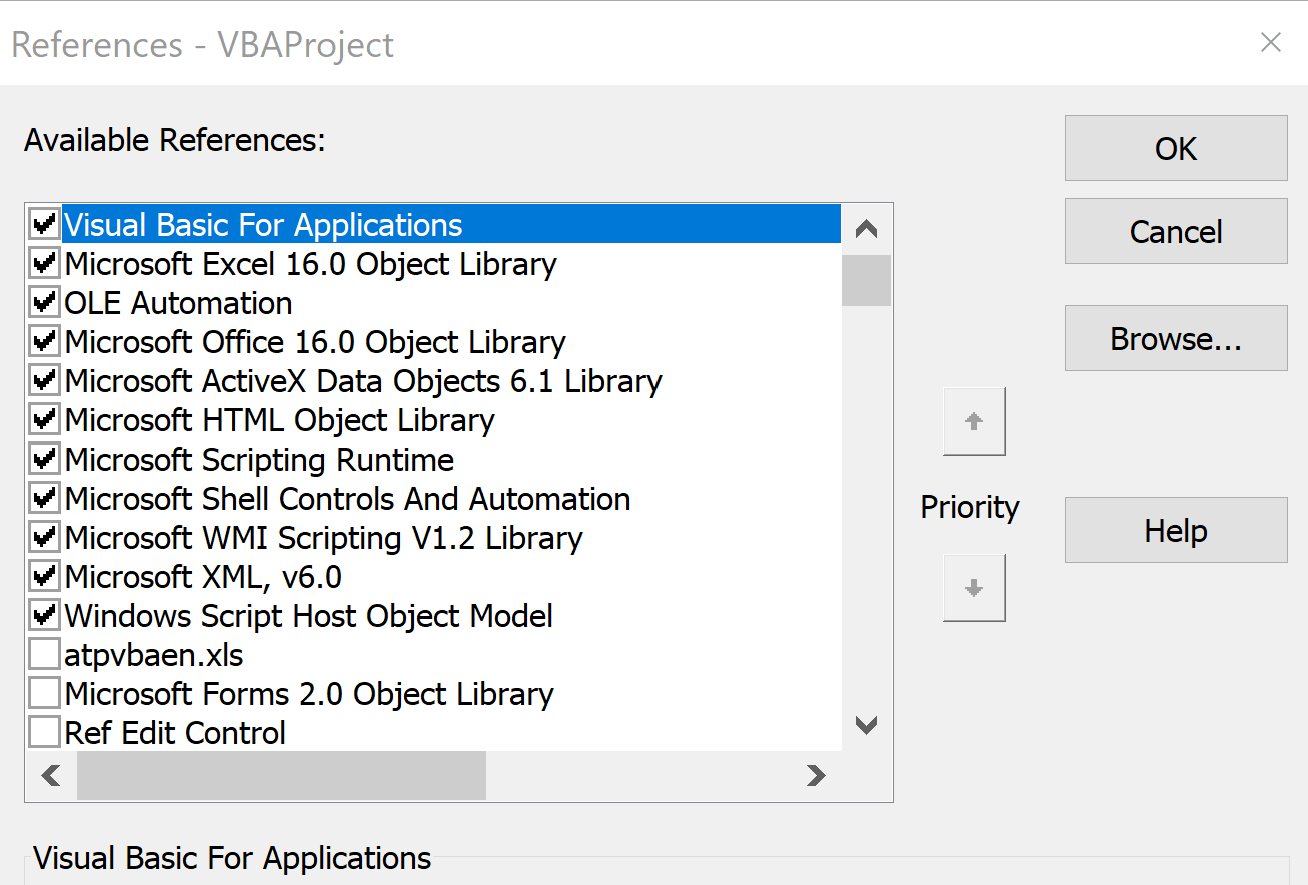 References - VBAProject
Available References:
OK
Cancel
Browse...
Priority
Help
Visual Basic For Applications
Microsoft Excel 16.0 Object Library
OLE Automation
Microsoft Office 16.0 Object Library
Microsoft ActiveX Data Objects 6.1 Library
Microsoft HTML Object Library
Microsoft Scripting Runtime
Microsoft Shell Controls And Automation
Microsoft WMI Scripting V1.2 Library
Microsoft XML, v6.0
Windows Script Host Object Model
atpvbaen.xls
Microsoft Forms 2.0 Object Library
Ref Edit Control
Visual Basic For Applications